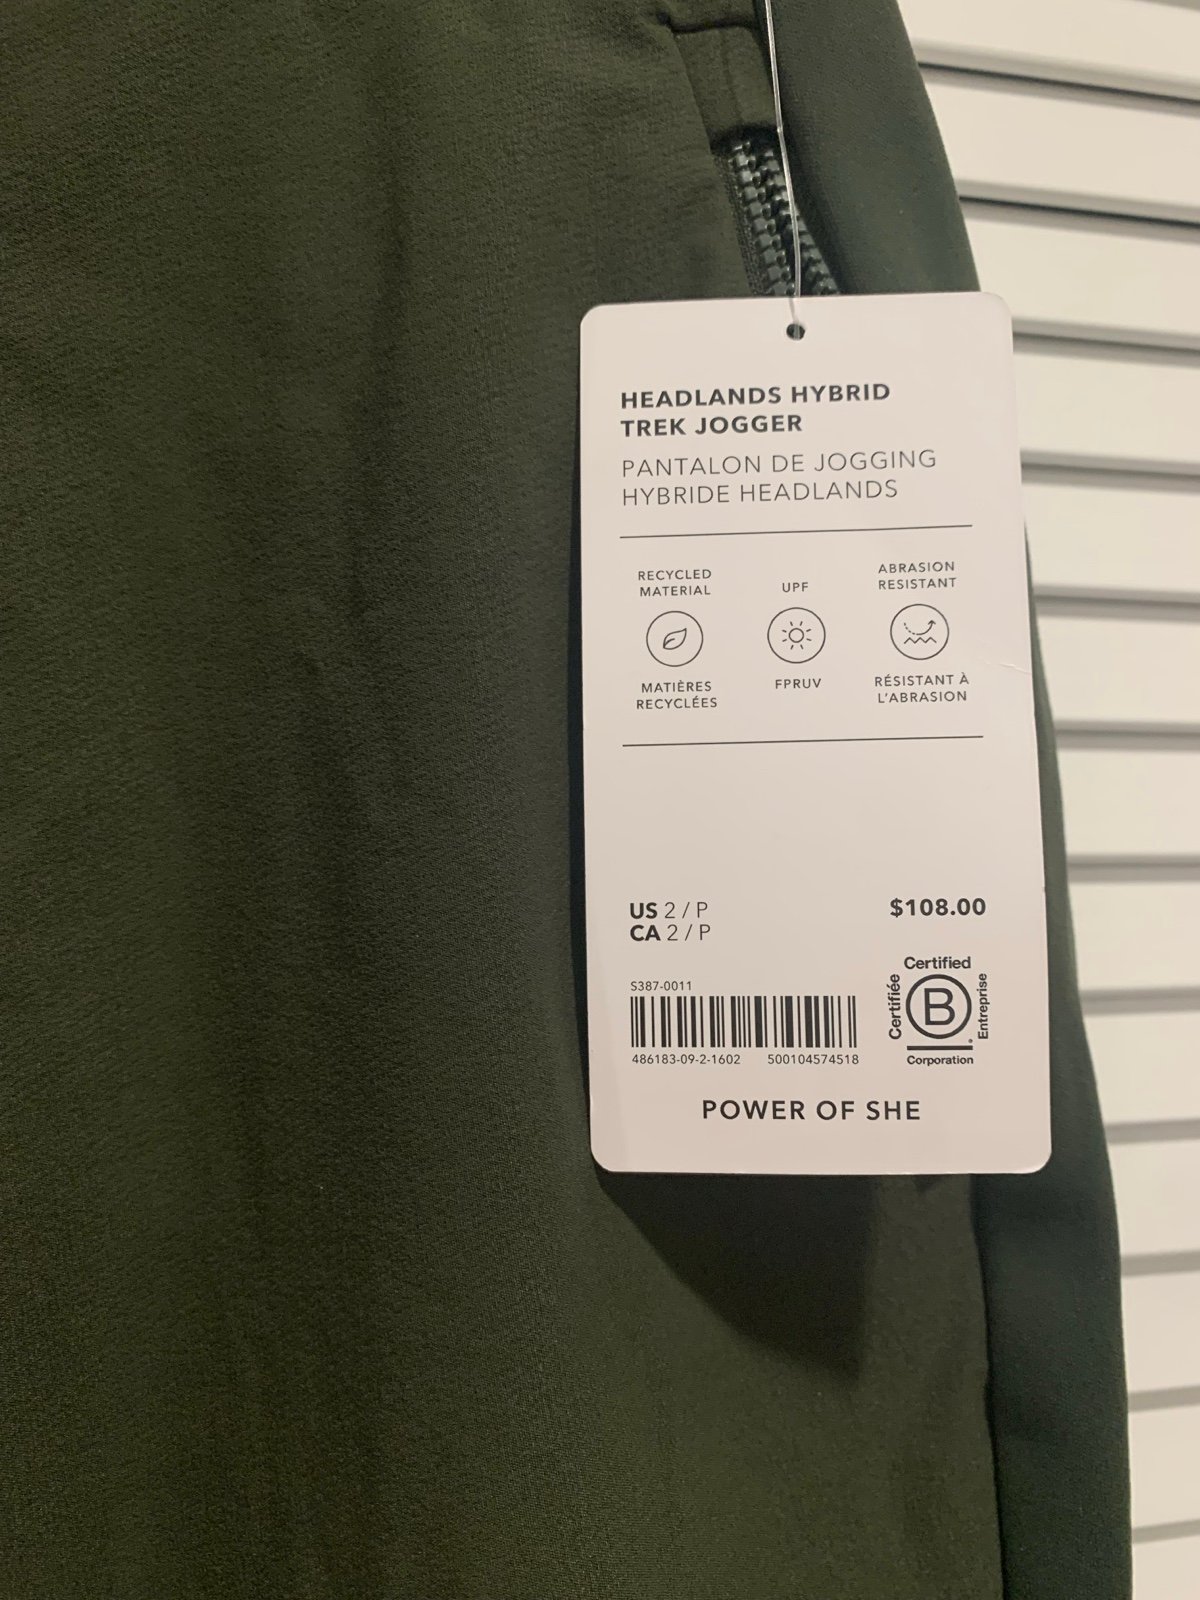 HEADLANDS HYBRID
TREK JOGGER
PANTALON DE JOGGING
HYBRIDE HEADLANDS
RECYCLED
MATERIAL
MATIÈRES
RECYCLÉES
UPF
FPRUV
ABRASION
RESISTANT
RÉSISTANT À
L'ABRASION
US 2 / P
CA 2 / P
$108.00
S387-0011
486183-09-2-1602 500104574518
Certified
Certifiée
B
Entreprise
Corporation
POWER OF SHE